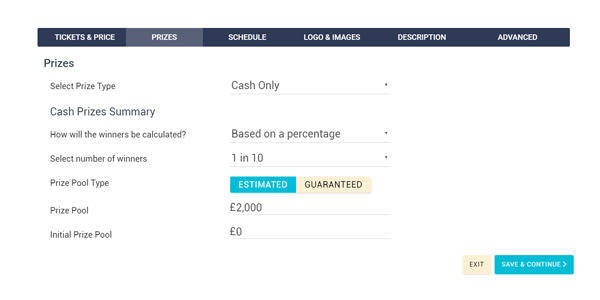 TICKETS & PRICE PRIZES SCHEDULE LOGO & IMAGES DESCRIPTION ADVANCED
Prizes
Select Prize Type Cash Only
Cash Prizes Summary
How will the winners be calculated? Based on a percentage
Select number of winners 1 in 10
Prize Pool Type ESTIMATED GUARANTEED
Prize Pool £2,000
Initial Prize Pool £0
EXIT SAVE & CONTINUE >